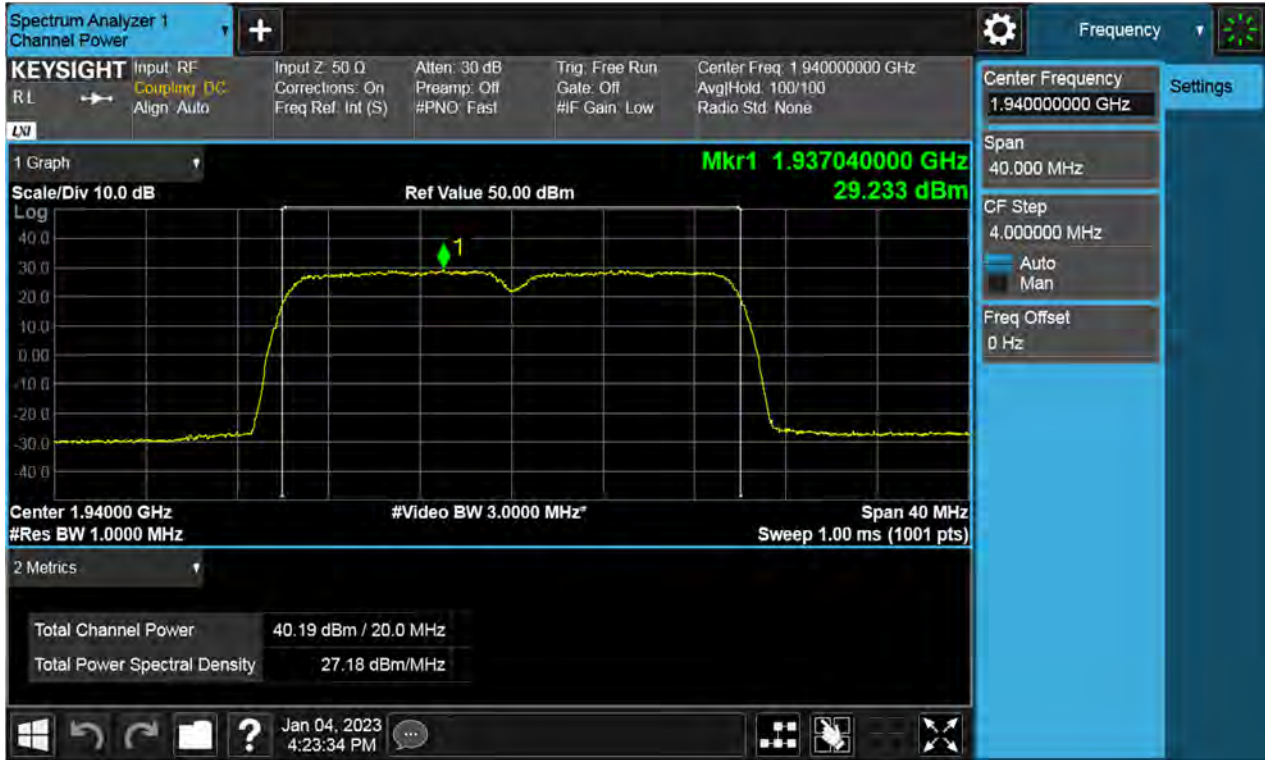 Spectrum Analyzer 1
Channel Power
+
Frequency
KEYSIGHT
RL
LXI
Input: RF
Coupling: DC
Align: Auto
Input Z: 50 Ω
Corrections: On
Freq Ref: Int (S)
Atten: 30 dB
Preamp: Off
#PNO: Fast
Trig: Free Run
Gate: Off
#IF Gain: Low
Center Freq: 1.940000000 GHz
Avg|Hold: 100/100
Radio Std: None
Center Frequency
1.940000000 GHz
Settings
Span
40.000 MHz
CF Step
4.000000 MHz
Auto
Man
Freq Offset
0 Hz
1 Graph
Mkr1 1.937040000 GHz
29.233 dBm
Scale/Div 10.0 dB
Ref Value 50.00 dBm
Log
40.0
30.0
20.0
10.0
0.00
-10.0
-20.0
-30.0
-40.0
1
Center 1.94000 GHz
#Video BW 3.0000 MHz*
Span 40 MHz
#Res BW 1.0000 MHz
Sweep 1.00 ms (1001 pts)
2 Metrics
Total Channel Power 40.19 dBm / 20.0 MHz
Total Power Spectral Density 27.18 dBm/MHz
?
Jan 04, 2023
4:23:34 PM